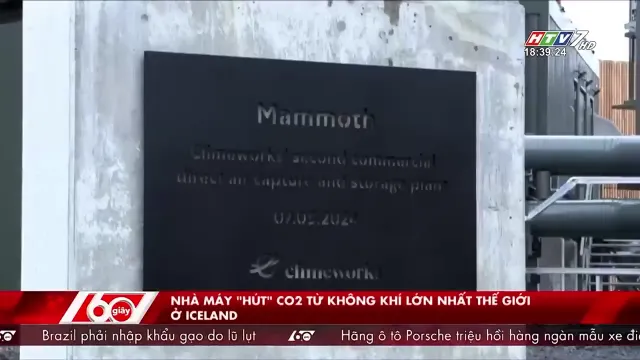 HTV7 HD
18:39:24
Mammoth
Climeworks' second commercial
direct air capture and storage plant
07.05.2024
climeworks
60 giây
NHÀ MÁY "HÚT" CO2 TỪ KHÔNG KHÍ LỚN NHẤT THẾ GIỚI
Ở ICELAND
Brazil phải nhập khẩu gạo do lũ lụt 60 Hãng ô tô Porsche triệu hồi hàng ngàn mẫu xe